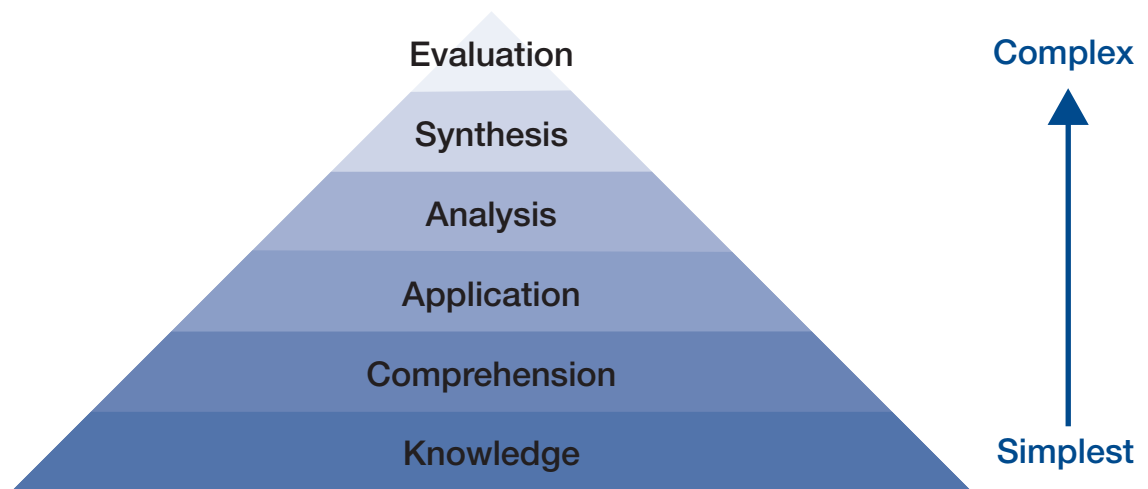 Evaluation
Complex
Synthesis
Analysis
Application
Comprehension
Knowledge
Simplest